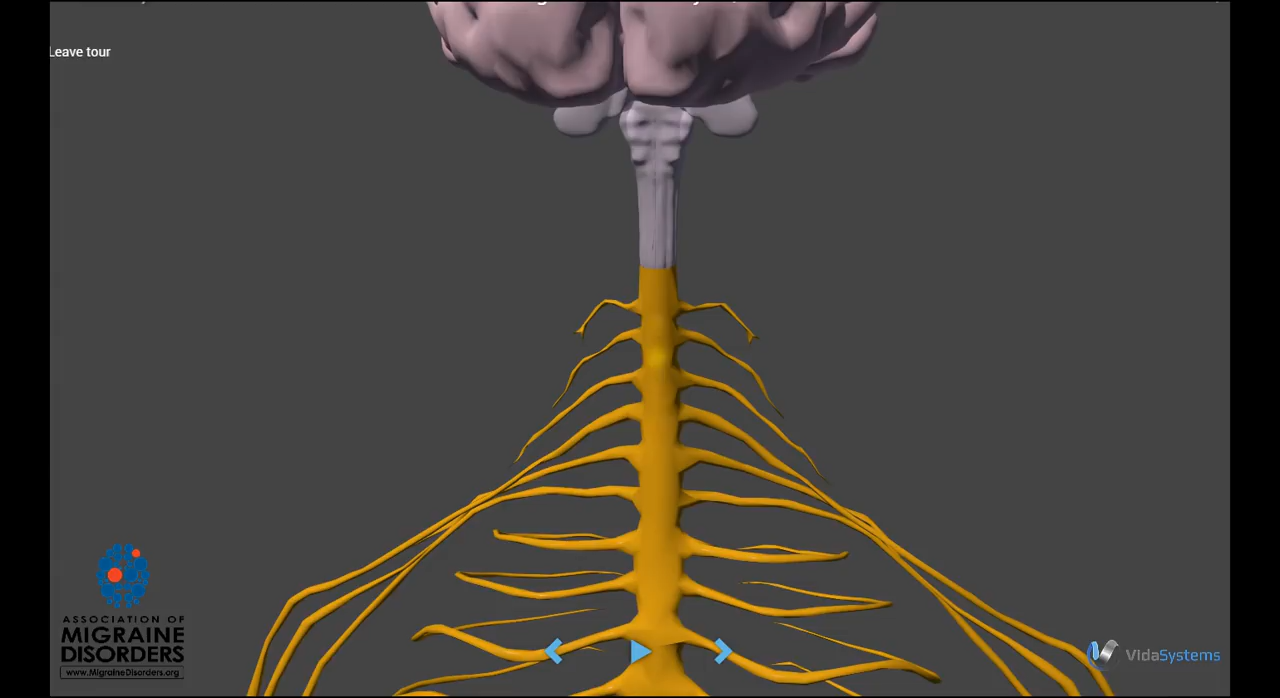 Leave tour
ASSOCIATION OF
MIGRAINE
DISORDERS
www.MigraineDisorders.org
VIdaSystems